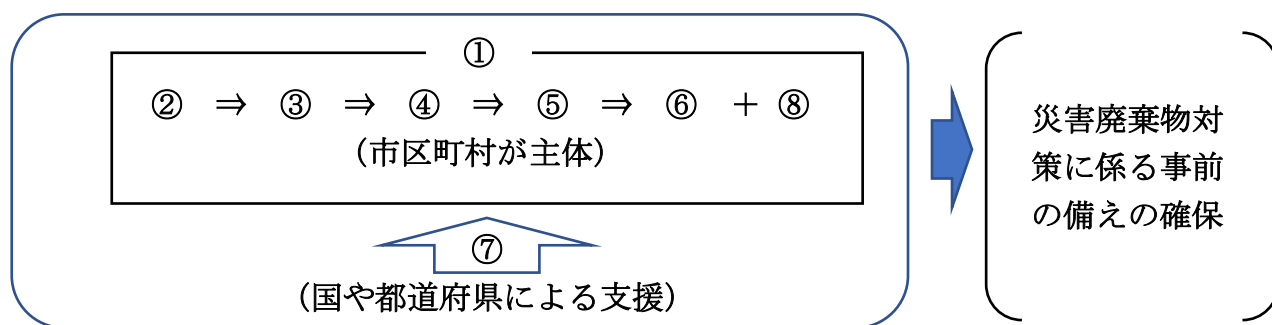 ①
② ⇒ ③ ⇒ ④ ⇒ ⑤ ⇒ ⑥ + ⑧
(市区町村が主体)
⑦
(国や都道府県による支援)
災害廃棄物対
策に係る事前
の備えの確保